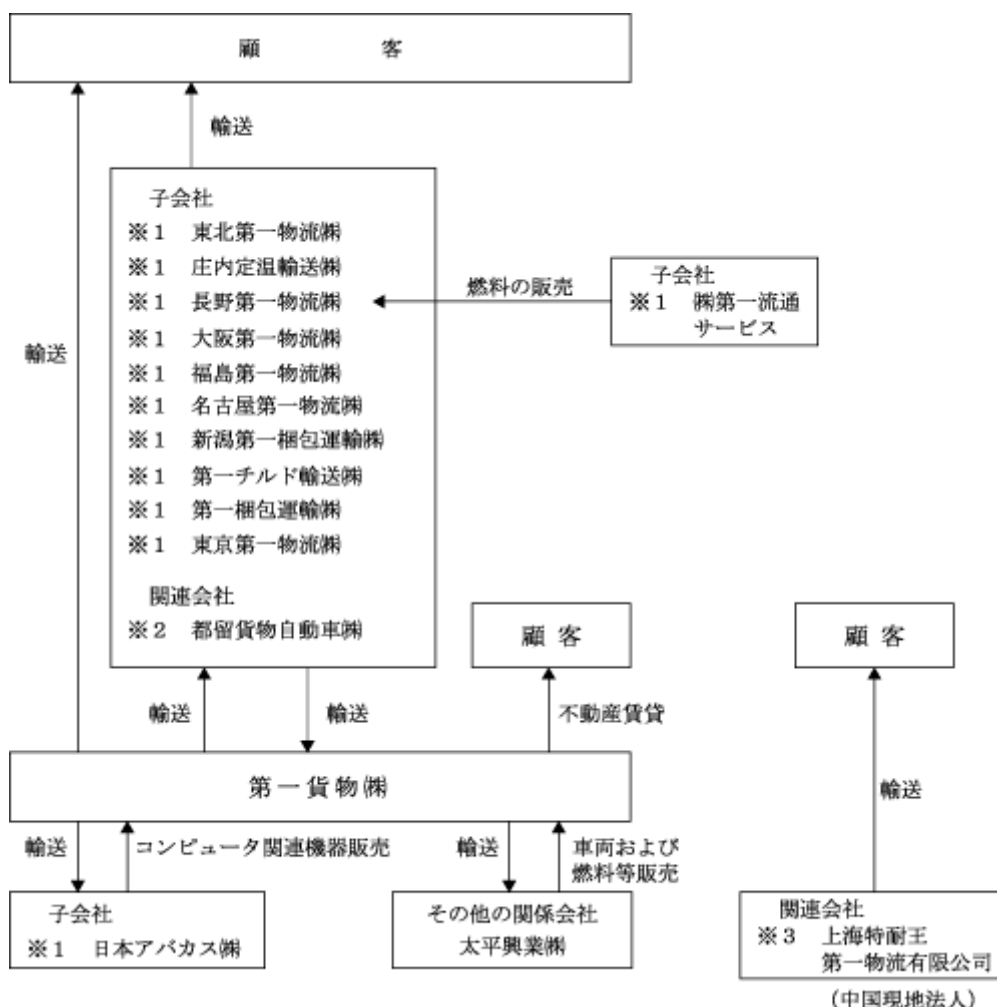 顧 客
輸送
子会社
※1 東北第一物流㈱
※1 庄内定温輸送㈱
※1 長野第一物流㈱
※1 大阪第一物流㈱
※1 福島第一物流㈱
※1 名古屋第一物流㈱
※1 新潟第一梱包運輸㈱
※1 第一チルド輸送㈱
※1 第一梱包運輸㈱
※1 東京第一物流㈱
関連会社
※2 都留貨物自動車㈱
燃料の販売
子会社
※1 ㈱第一流通
サービス
輸送
顧 客
顧 客
輸送
輸送
不動産賃貸
第一貨物㈱
輸送
輸送
コンピュータ関連機器販売
輸送
車両および
燃料等販売
子会社
※1 日本アバカス㈱
その他の関係会社
太平興業㈱
関連会社
※3 上海特耐王
第一物流有限公司
（中国現地法人）